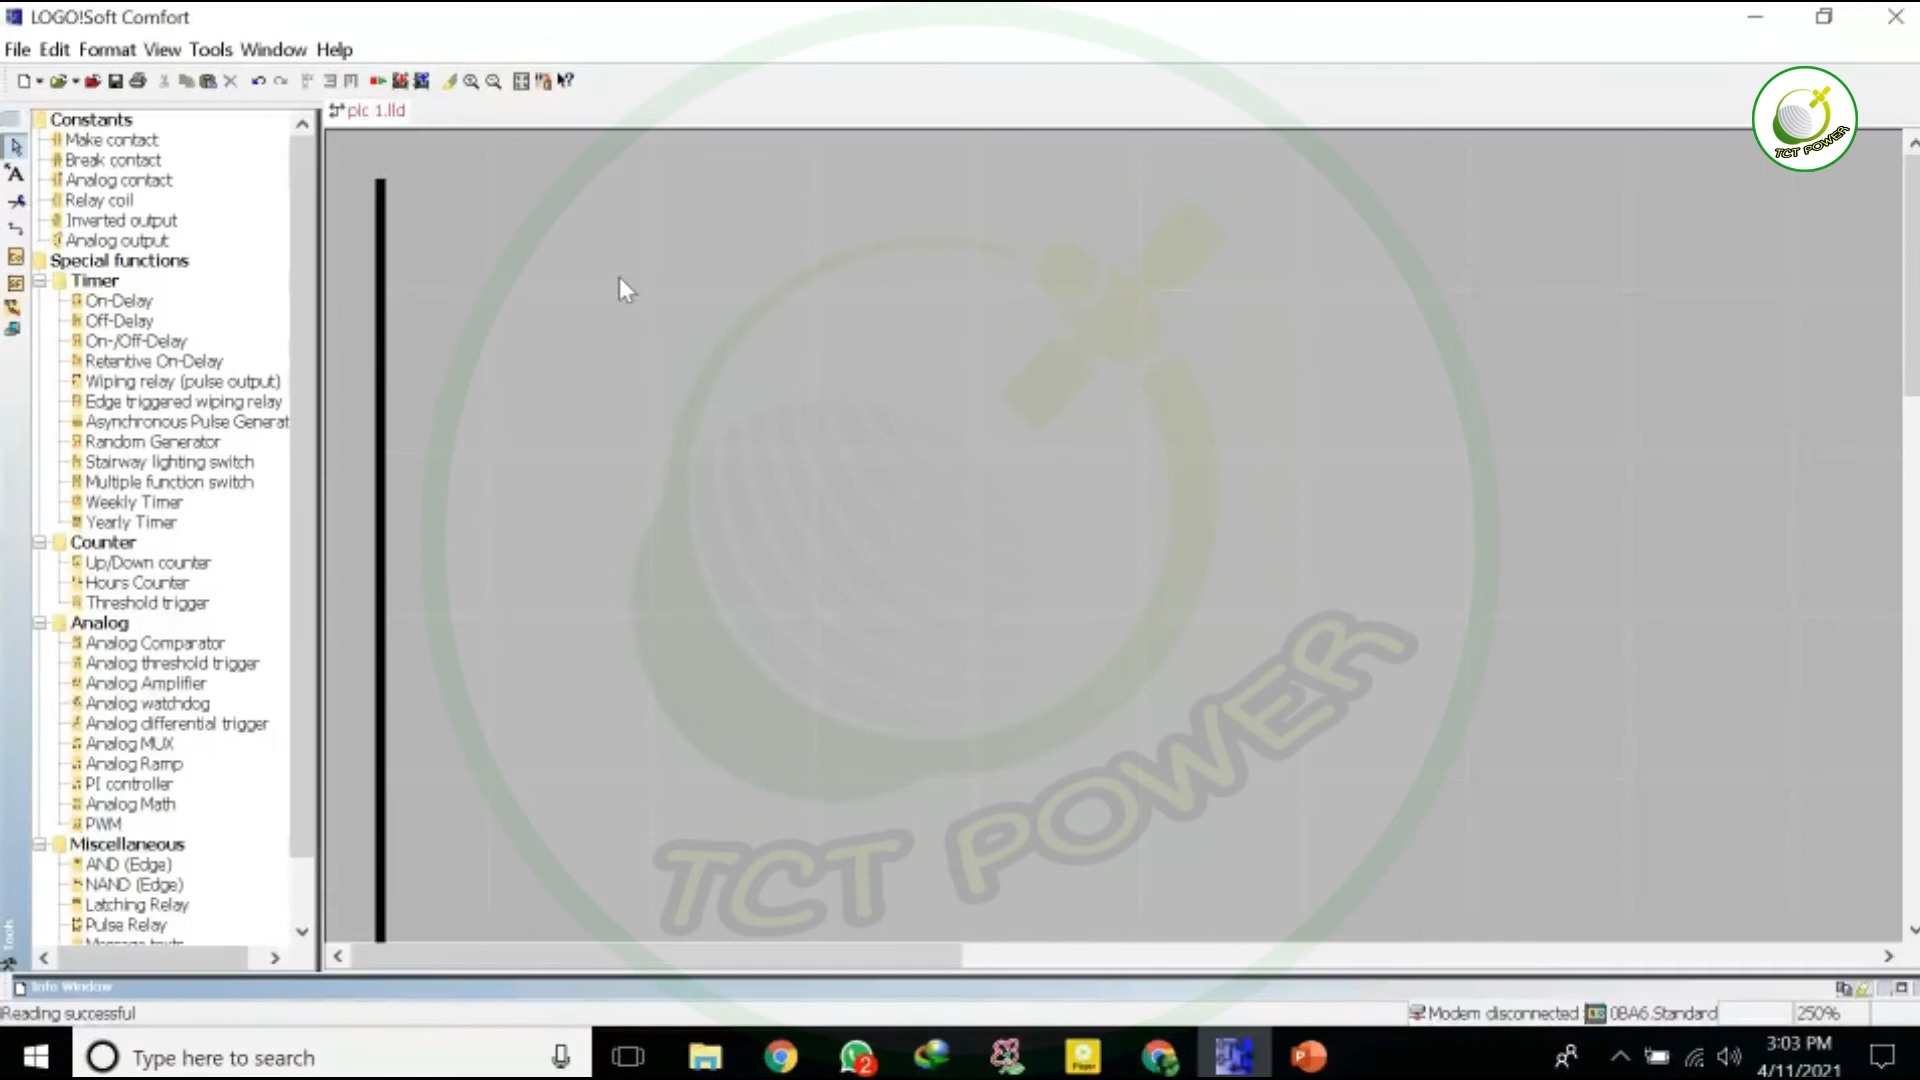 LOGO!Soft Comfort
File Edit Format View Tools Window Help
plc 1.lld
Constants
Make contact
Break contact
Analog contact
Relay coil
Inverted output
Analog output
Special functions
Timer
On-Delay
Off-Delay
On-/Off-Delay
Retentive On-Delay
Wiping relay (pulse output)
Edge triggered wiping relay
Asynchronous Pulse Generat
Random Generator
Stairway lighting switch
Multiple function switch
Weekly Timer
Yearly Timer
Counter
Up/Down counter
Hours Counter
Threshold trigger
Analog
Analog Comparator
Analog threshold trigger
Analog Amplifier
Analog watchdog
Analog differential trigger
Analog MUX
Analog Ramp
PI controller
Analog Math
PWM
Miscellaneous
AND (Edge)
NAND (Edge)
Latching Relay
Pulse Relay
Tools
TCT POWER
TCT POWER
Info Window
Reading successful
Modem disconnected 0BA6.Standard 250%
Type here to search
2
3:03 PM
4/11/2021